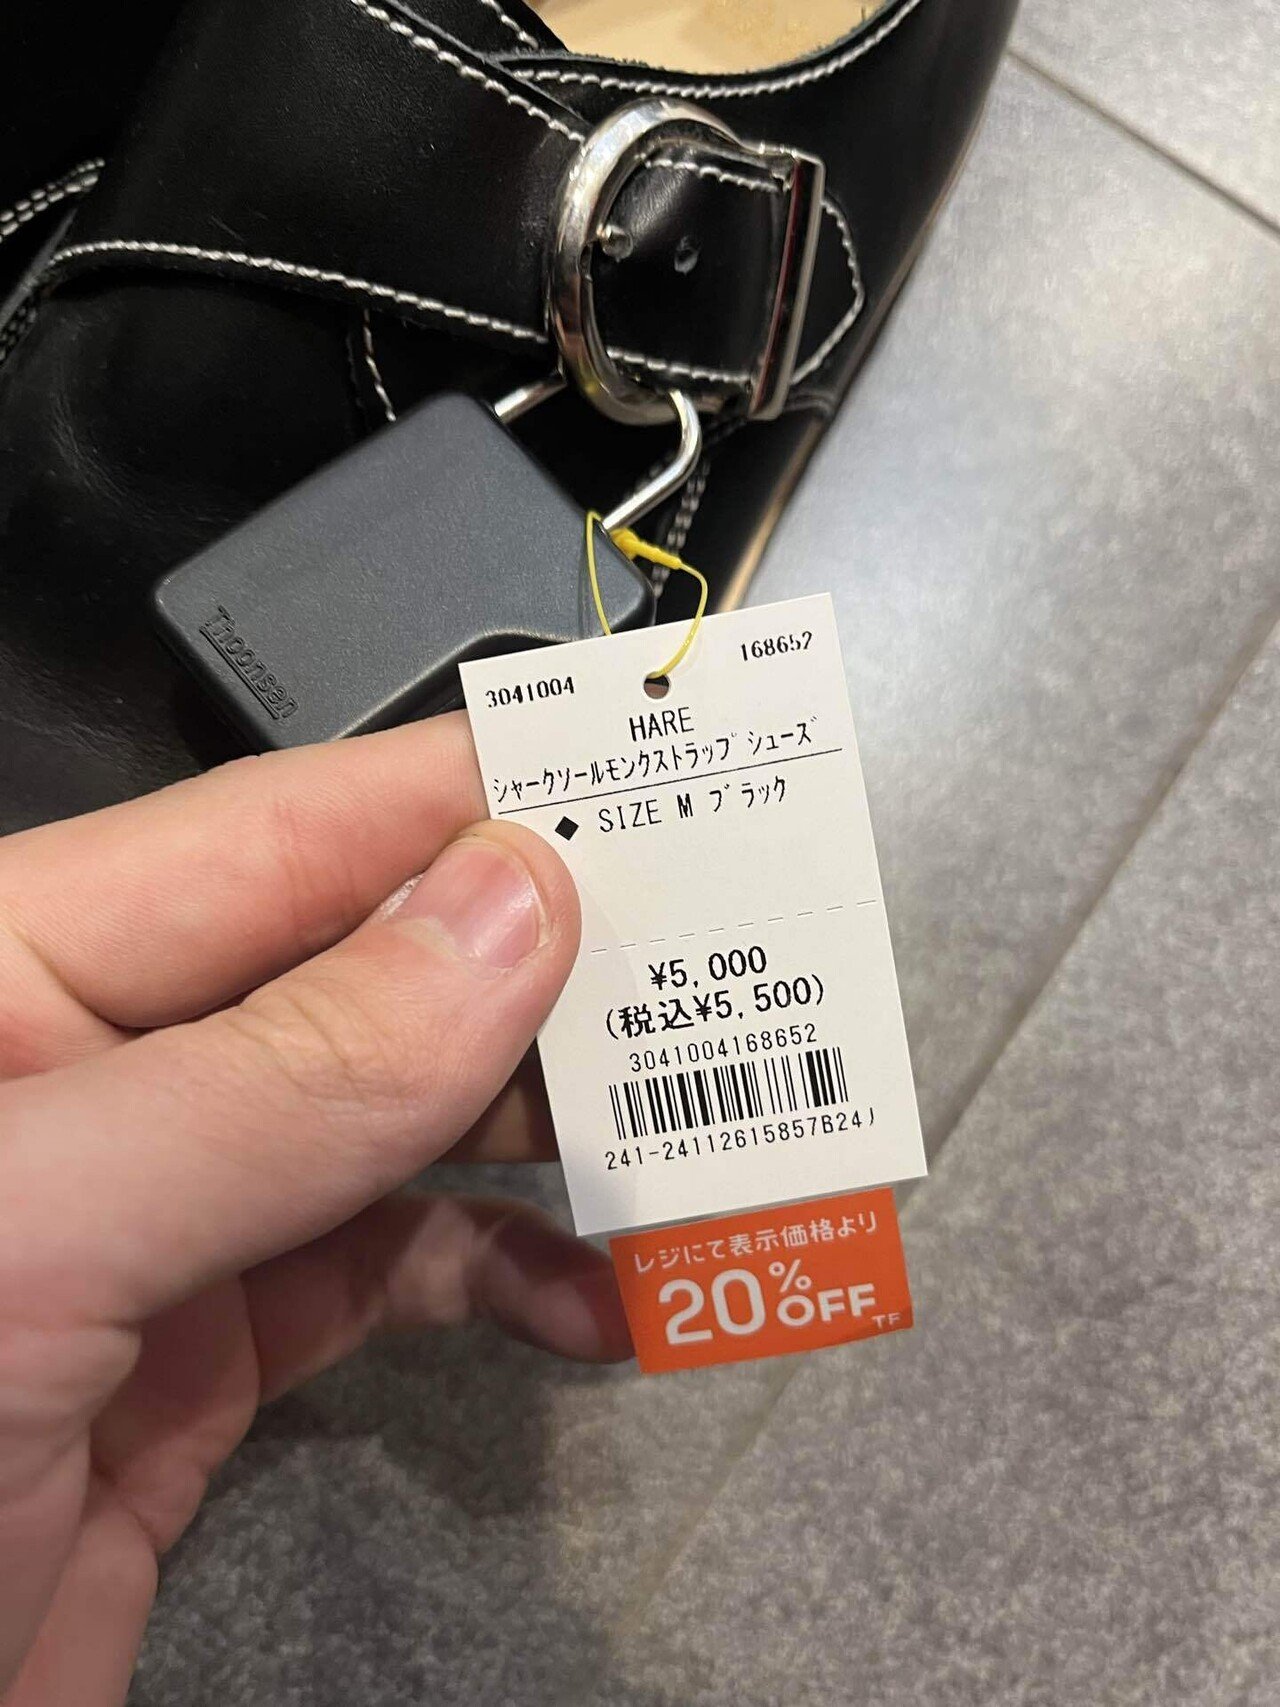 Thoonsen
3041004 168652
HARE
シャークソールモンクストラップ シューズ
◆ SIZE M ブラック
¥5,000
(税込¥5,500)
3041004168652
241-24112615857B24J
レジにて表示価格より
20%OFF
TF